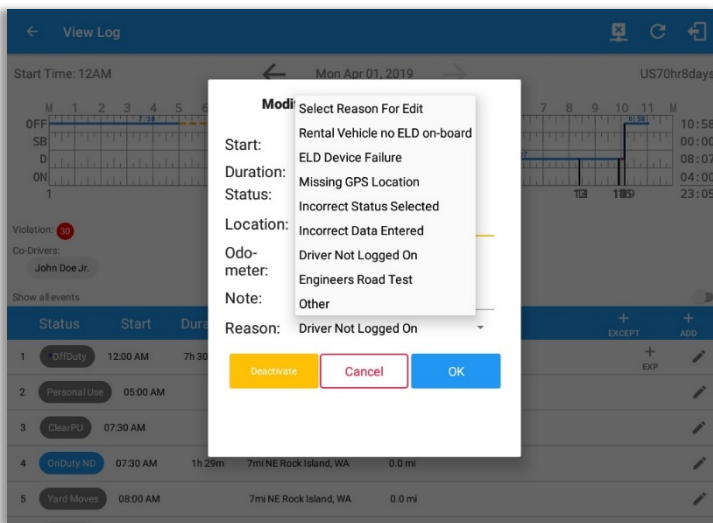 View Log
Start Time: 12AM
Mon Apr 01, 2019
US70hr8days
M 1 2 3 4 5 6 7 8 9 10 11 M
OFF 10:58
SB 00:00
D 08:07
ON 04:00
1 23:05
Violation: 30
Co-Drivers:
John Doe Jr.
Show all events
Status Start Dura + EXCEPT + ADD
1 *OffDuty 12:00 AM 7h 30 + EXP
2 Personal Use 05:00 AM
3 ClearPU 07:30 AM
4 OnDuty ND 07:30 AM 1h 29m 7mi NE Rock Island, WA 0.0 mi
5 Yard Moves 08:00 AM 7mi NE Rock Island, WA 0.0 mi
Modi
Start:
Duration:
Status:
Location:
Odo-
meter:
Note:
Reason: Driver Not Logged On
Select Reason For Edit
Rental Vehicle no ELD on-board
ELD Device Failure
Missing GPS Location
Incorrect Status Selected
Incorrect Data Entered
Driver Not Logged On
Engineers Road Test
Other
Deactivate Cancel OK